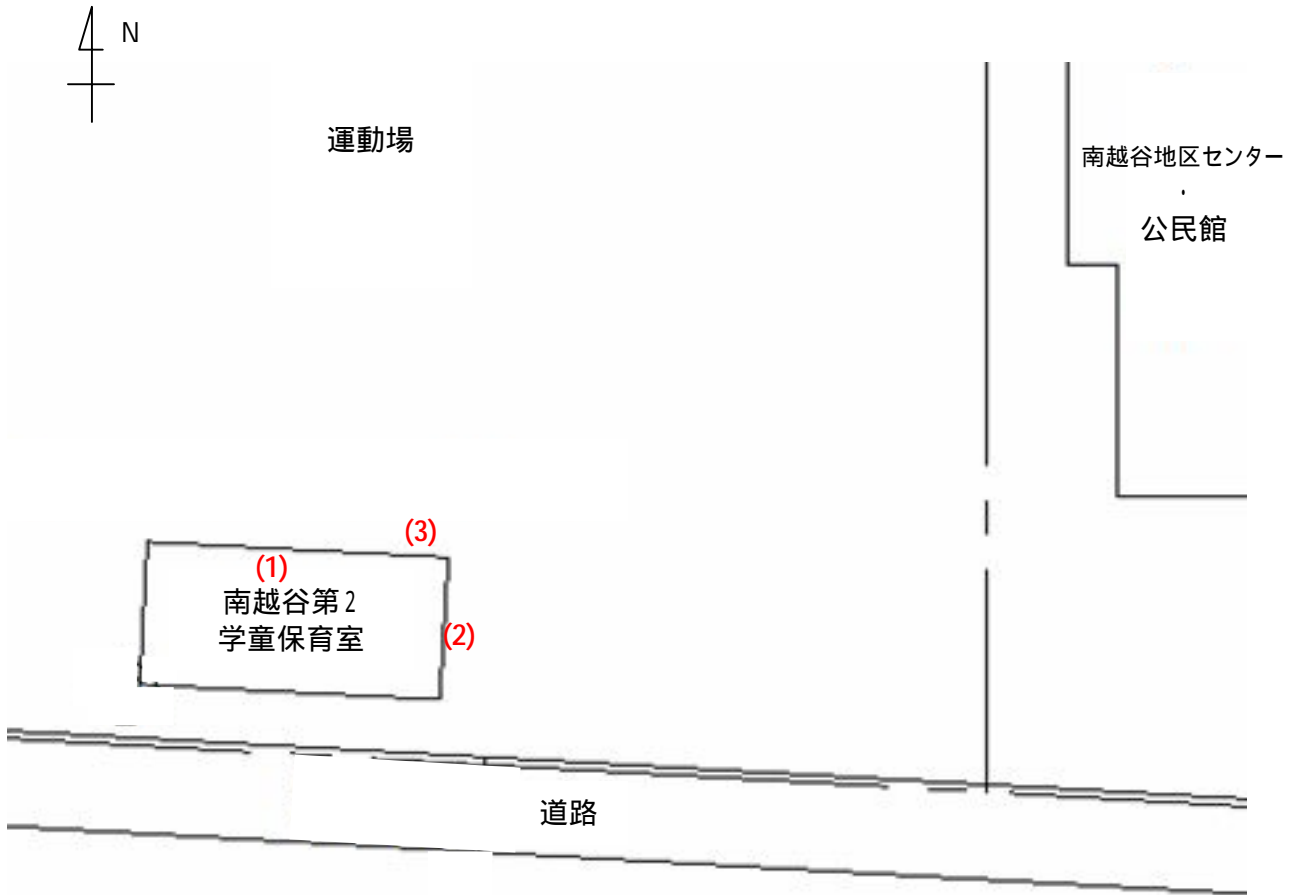 N
運動場
南越谷地区センター
・
公民館
(3)
(1)
南越谷第2
学童保育室
(2)
道路